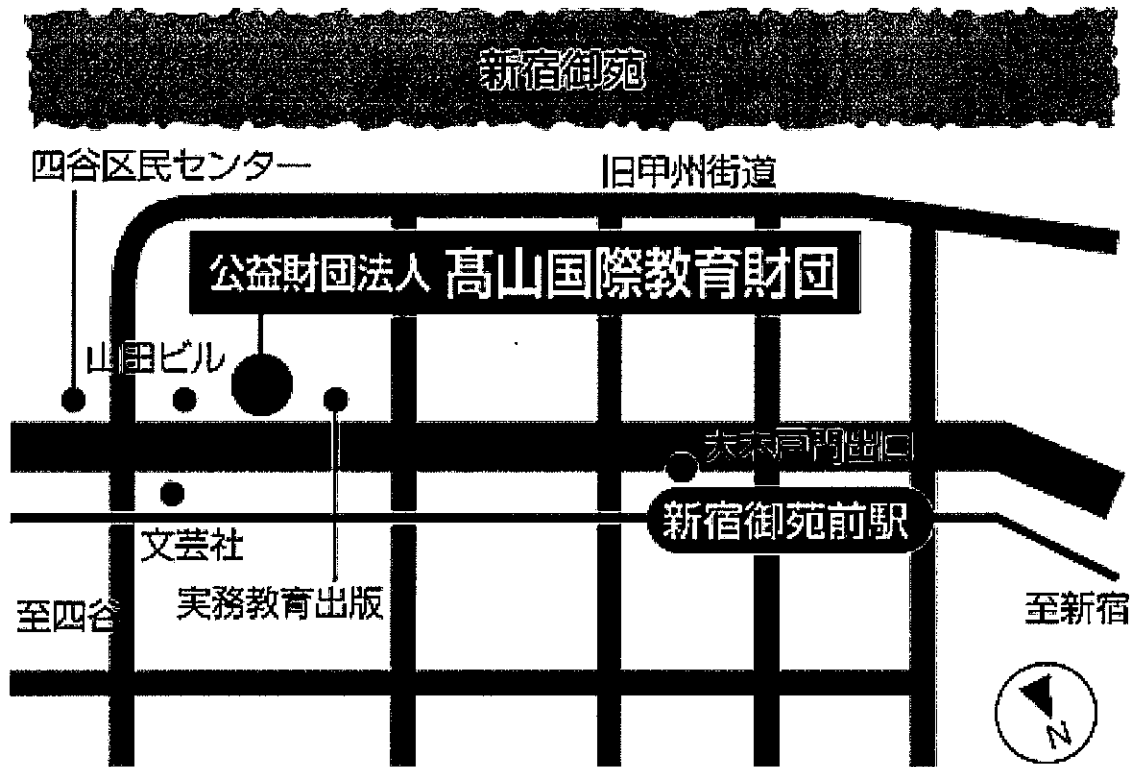 新宿御苑
四谷区民センター
旧甲州街道
公益財団法人 髙山国際教育財団
山田ビル
大木戸門出口
新宿御苑前駅
文芸社
実務教育出版
至四谷
至新宿
N